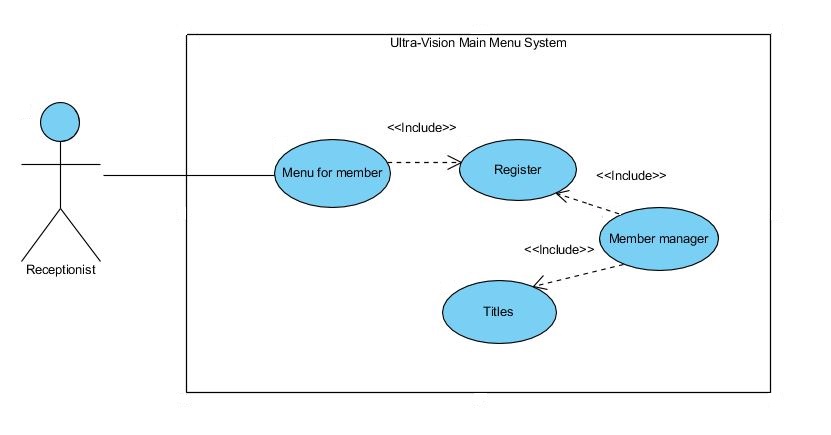 Ultra-Vision Main Menu System
<<Include>>
Menu for member
Register
<<Include>>
Member manager
<<Include>>
Receptionist
Titles